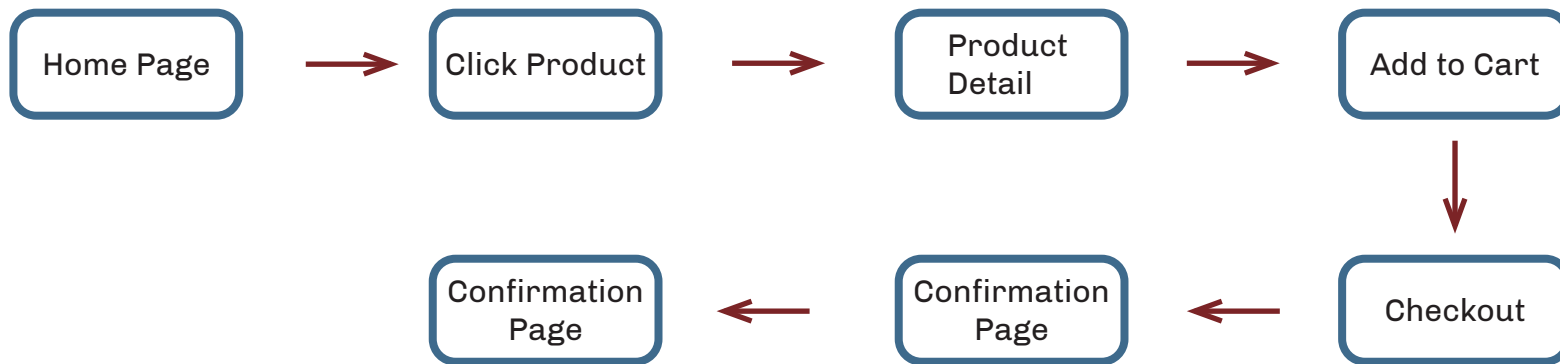 Home Page
Click Product
Product
Detail
Add to Cart
Checkout
Confirmation
Page
Confirmation
Page